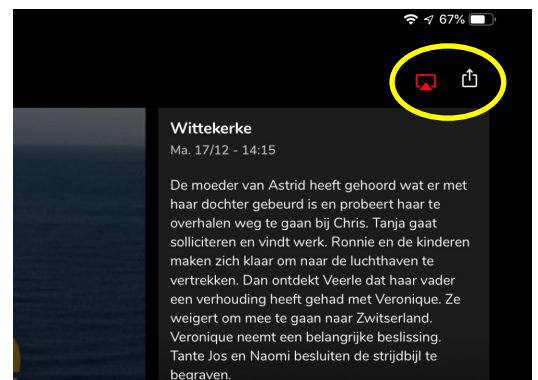 67%
Wittekerke
Ma. 17/12 - 14:15
De moeder van Astrid heeft gehoord wat er met
haar dochter gebeurd is en probeert haar te
overhalen weg te gaan bij Chris. Tanja gaat
solliciteren en vindt werk. Ronnie en de kinderen
maken zich klaar om naar de luchthaven te
vertrekken. Dan ontdekt Veerle dat haar vader
een verhouding heeft gehad met Veronique. Ze
weigert om mee te gaan naar Zwitserland.
Veronique neemt een belangrijke beslissing.
Tante Jos en Naomi besluiten de strijdbijl te
begraven.